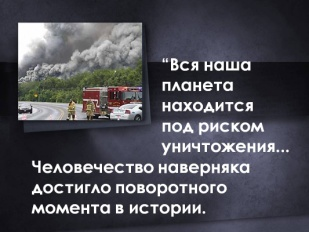 “Вся наша
планета
находится
под риском
уничтожения...
Человечество наверняка
достигло поворотного
момента в истории.